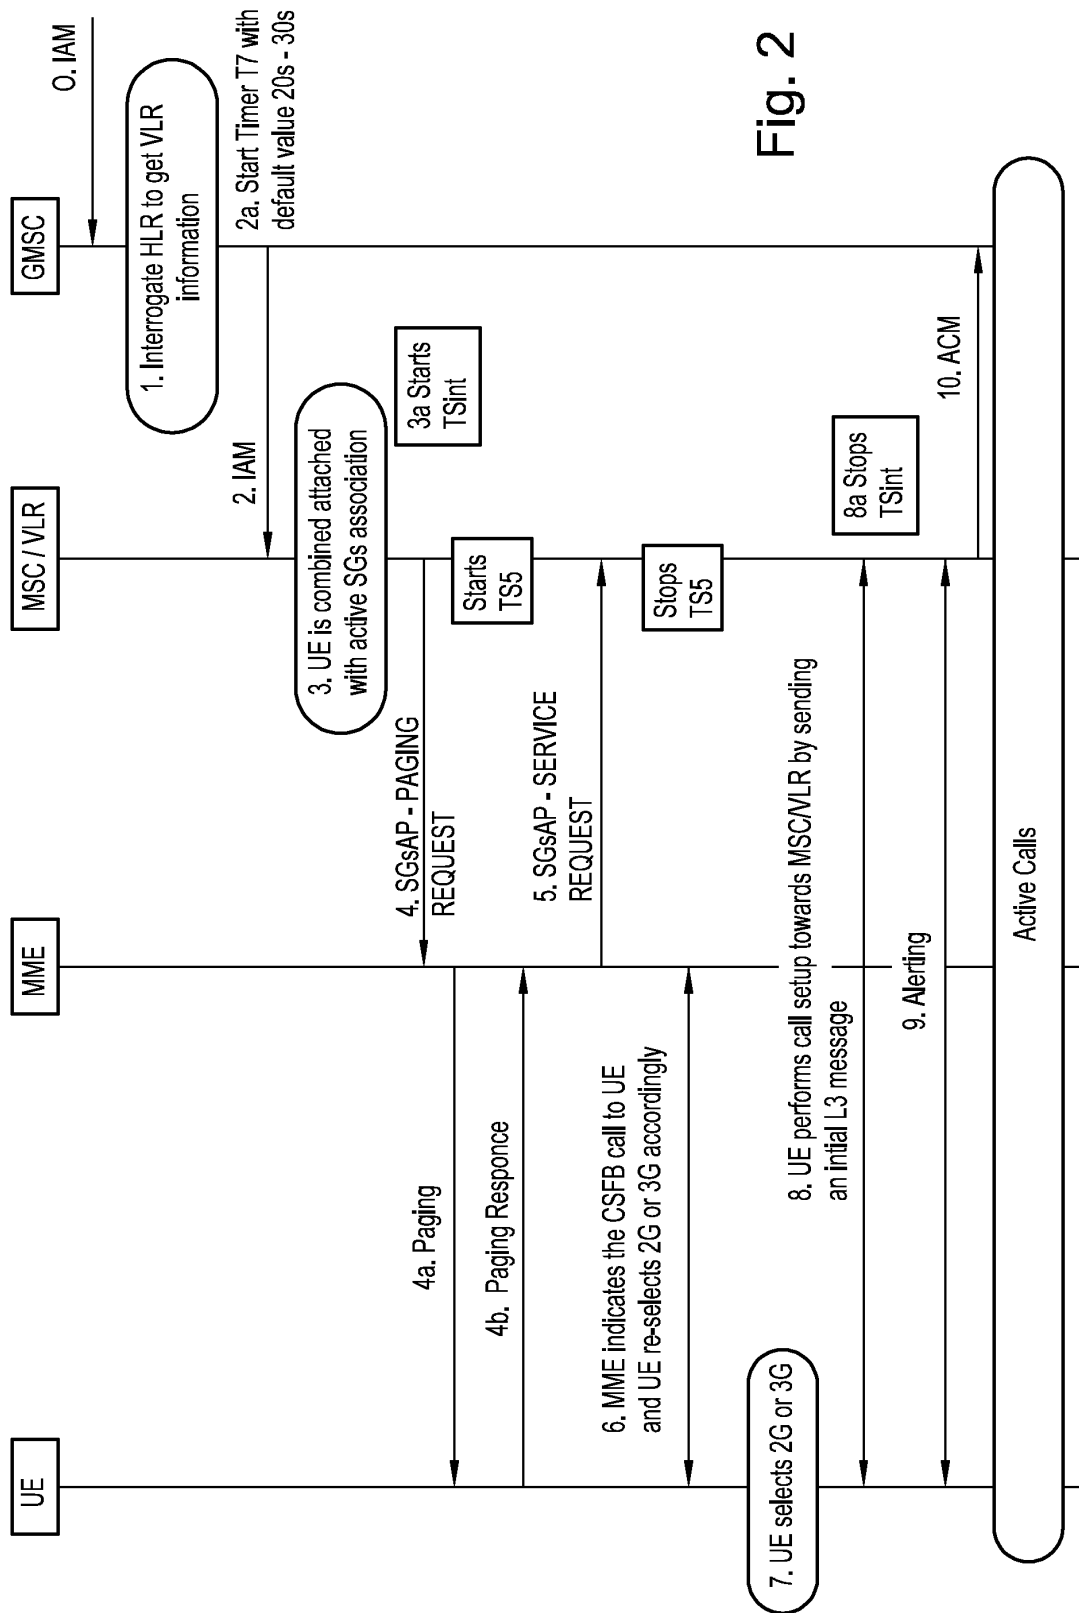 UE
MME
MSC / VLR
GMSC
0. IAM
1. Interrogate HLR to get VLR
information
2a. Start Timer T7 with
default value 20s - 30s
2. IAM
3. UE is combined attached
with active SGs association
3a Starts
TSint
4. SGsAP - PAGING
REQUEST
Starts
TS5
4a. Paging
4b. Paging Responce
5. SGsAP - SERVICE
REQUEST
Stops
TS5
6. MME indicates the CSFB call to UE
and UE re-selects 2G or 3G accordingly
7. UE selects 2G or 3G
8. UE performs call setup towards MSC/VLR by sending
an intial L3 message
8a Stops
TSint
9. Alerting
10. ACM
Active Calls
Fig. 2